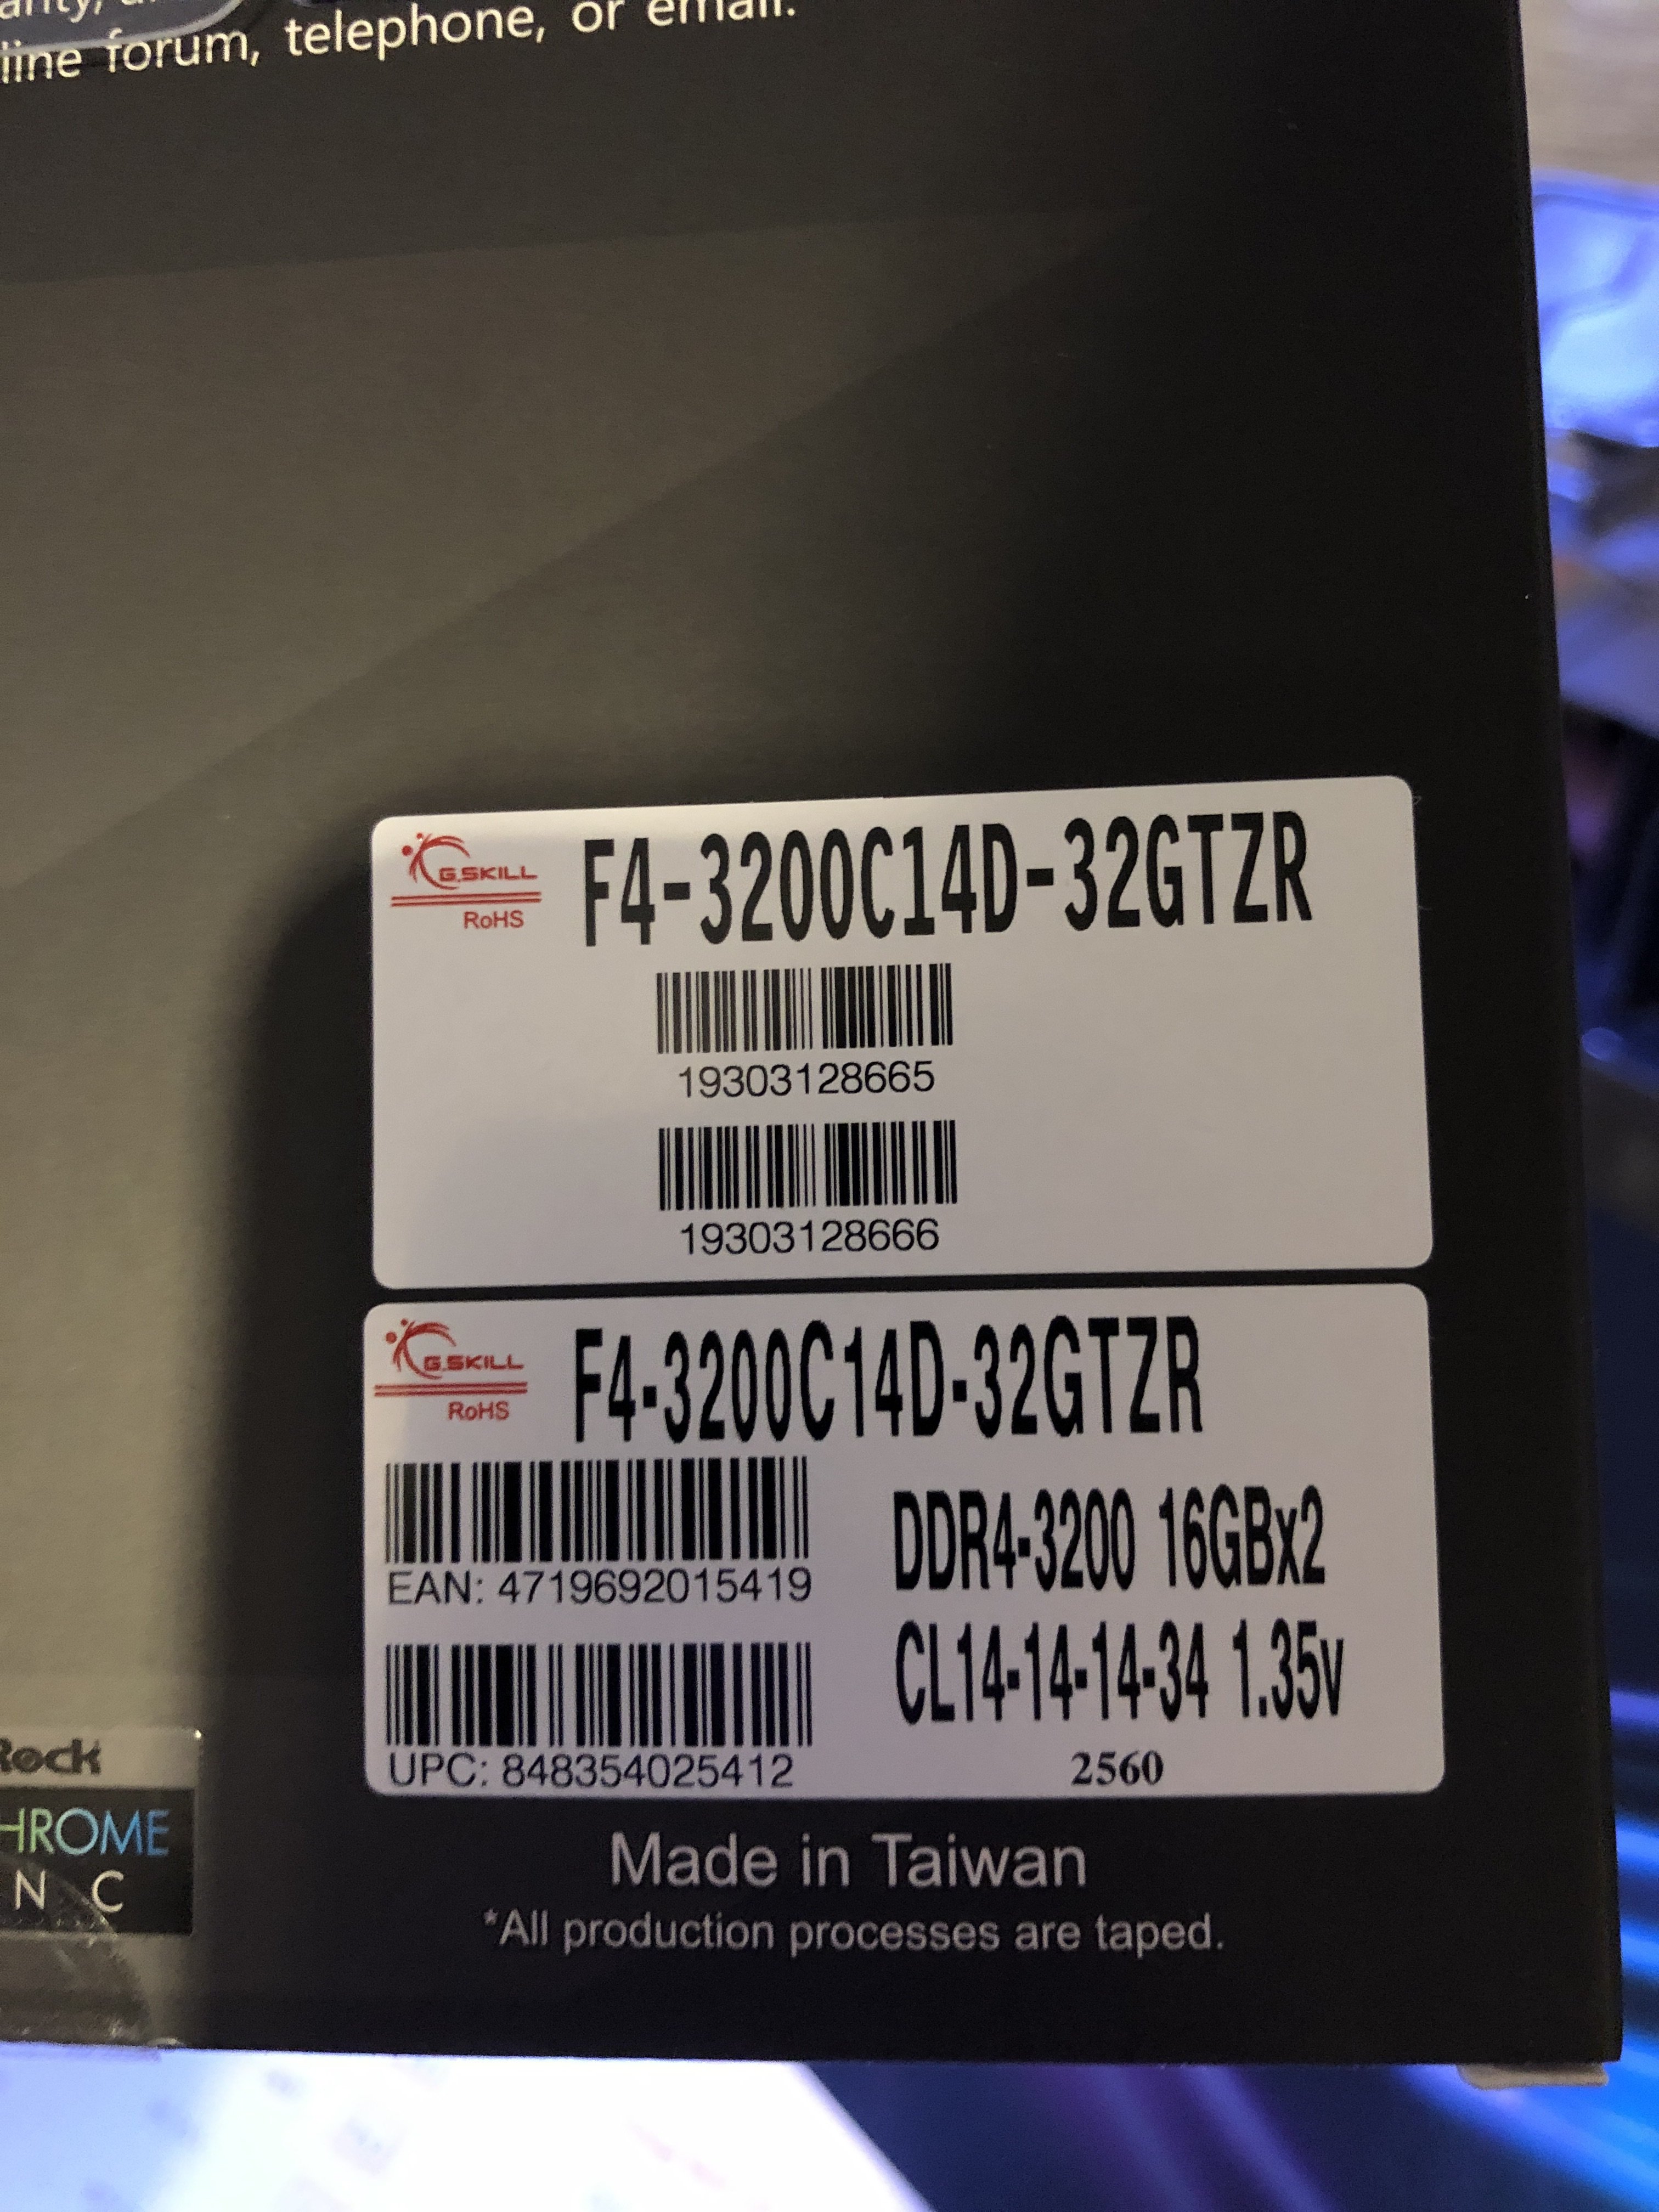 line forum, telephone, or email.
G.SKILL
RoHS
F4-3200C14D-32GTZR
19303128665
19303128666
G.SKILL
RoHS
F4-3200C14D-32GTZR
EAN: 4719692015419
DDR4-3200 16GBx2
CL14-14-14-34 1.35v
UPC: 848354025412
2560
Rock
HROME
N C
Made in Taiwan
*All production processes are taped.